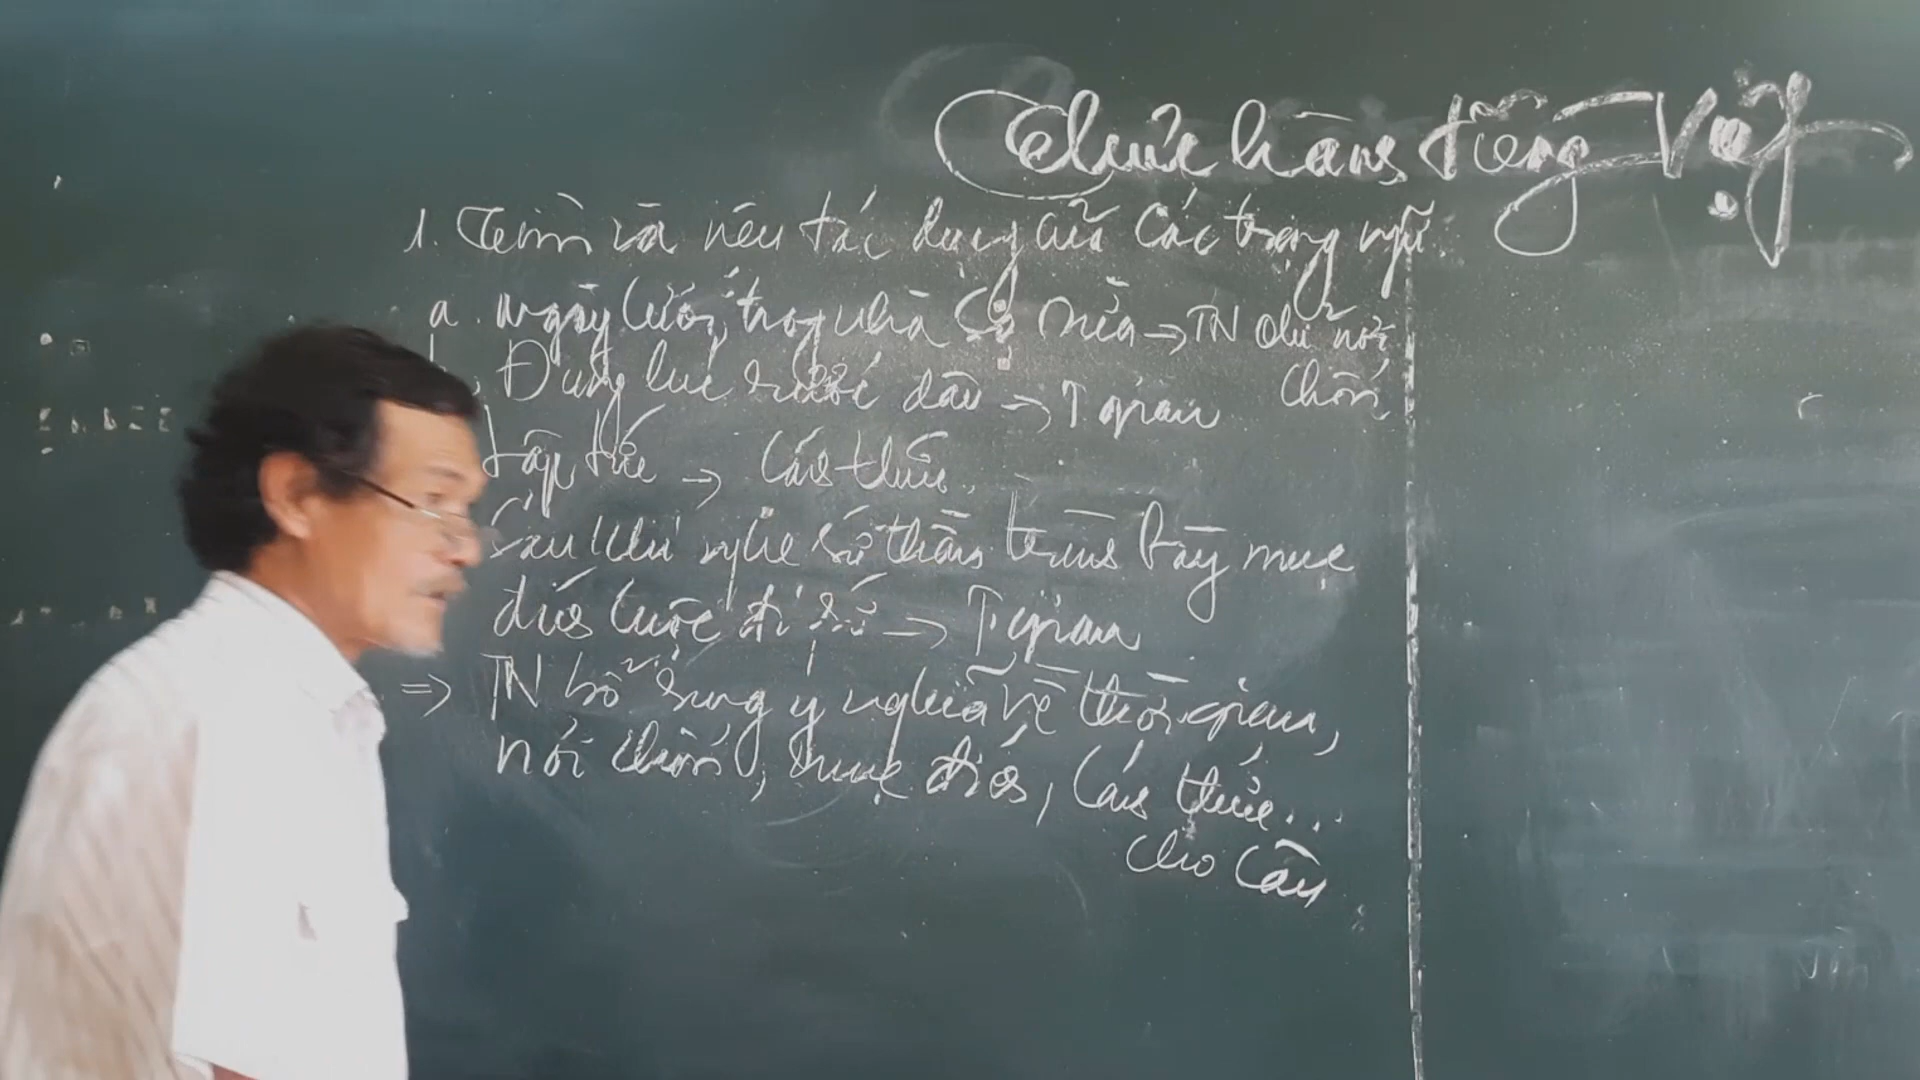 Thực hành tiếng Việt
1. Tìm và nêu tác dụng của các trạng ngữ
a. Ngày cưới, trong nhà Sọ Dừa → TN chỉ nơi
chốn
Đúng lúc rước dâu → T gian
Lập tức → Cách thức
Sau khi nghe sứ thần trình bày mục
đích cuộc đi sứ → T gian
=> TN bổ sung ý nghĩa về thời gian,
nơi chốn, mục đích, cách thức...
cho câu